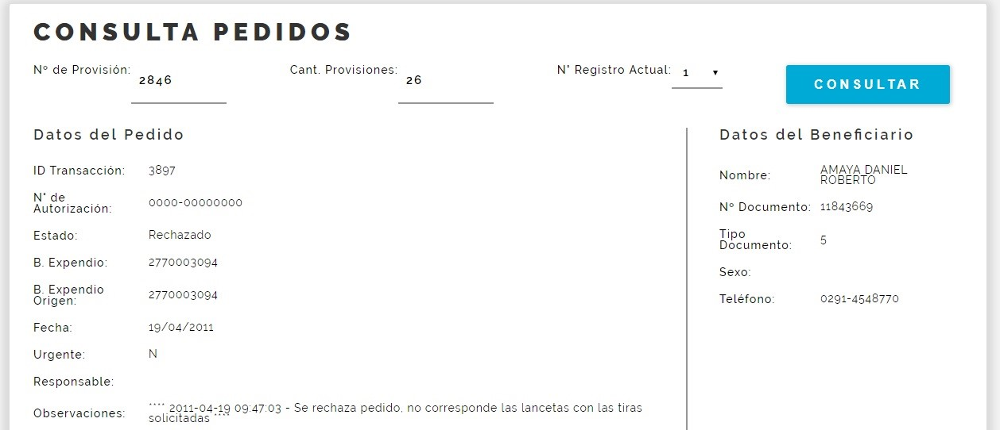 CONSULTA PEDIDOS
Nº de Provisión: 2846 Cant. Provisiones: 26 N° Registro Actual: 1 CONSULTAR
Datos del Pedido
ID Transacción: 3897
N° de
Autorización: 0000-00000000
Estado: Rechazado
B. Expendio: 2770003094
B. Expendio
Origen: 2770003094
Fecha: 19/04/2011
Urgente: N
Responsable:
Observaciones: **** 2011-04-19 09:47:03 - Se rechaza pedido, no corresponde las lancetas con las tiras
solicitadas ****
Datos del Beneficiario
Nombre: AMAYA DANIEL
ROBERTO
Nº Documento: 11843669
Tipo
Documento: 5
Sexo:
Teléfono: 0291-4548770